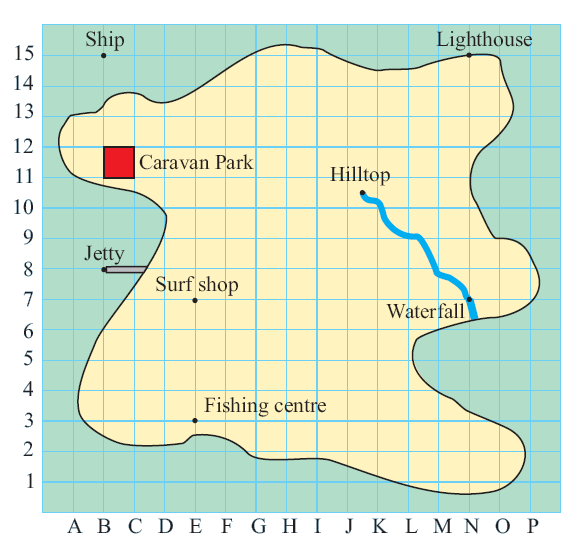 Ship
Lighthouse
15
14
13
12
Caravan Park
11
Hilltop
10
9
Jetty
8
Surf shop
7
Waterfall
6
5
4
Fishing centre
3
2
1
A B C D E F G H I J K L M N O P